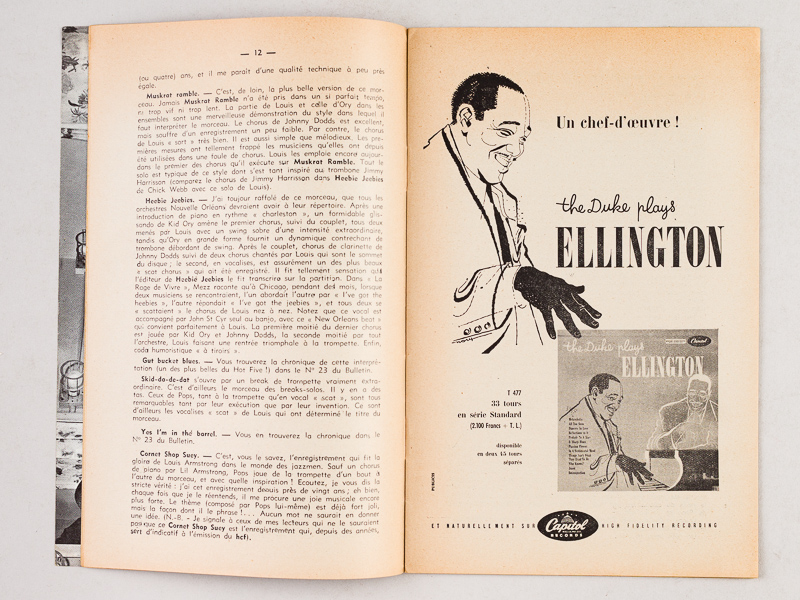 — 12 —
(ou quatre) am, et il me paraît d'une qualité technique à peu près
égale.
Muskrat ramble. — C'est, de loin, la plus belle version de ce mor-
ceau. Jamais Muskrat Ramble n'a été pris dans un si parfait tempo,
ni trop vif ni trop lent. La partie de Louis et celle d'Ory dans les
ensembles sont une merveilleuse démonstration du style dans lequel il
faut interpréter le morceau. Le chorus de Johnny Dodds est excellent,
mais souffre d'un enregistrement un peu faible. Par contre, le chorus
de Louis « sort » très bien. Il est aussi simple que mélodieux. Les pre-
mières mesures ont tellement frappé les musiciens qu'elles ont depuis
été utilisées dans une foule de chorus. Louis les emploie encore aujour-
dans le premier des chorus qu'il exécute sur Muskrat Ramble. Tout le
solo est typique de ce style dont s'est tant inspiré au trombone Jimmy
Harrisson (comparez le chorus de Jimmy Harrisson dans Heebie Jeebies
de Chick Webb avec ce solo de Louis).
Heebie Jeebies. — J'ai toujours raffolé de ce morceau, que tous les
orchestres Nouvelle Orléans devraient avoir à leur répertoire. Après une
introduction de piano en rythme « charleston », un formidable glis-
sando de Kid Ory amène le premier chorus, suivi du couplet, tous deux
menés par Louis avec un swing sobre d'une intensité extraordinaire,
tandis qu'Ory en grande forme fournit un dynamique contrechant de
trombone débordant de swing. Après le couplet, chorus de clarinette de
Johnny Dodds suivi de deux chorus chantés par Louis qui sont le sommet
du disque ; le second, en vocalises, est assurément un des plus beaux
« scat chorus » qui ait été enregistré. Il fit tellement sensation que
l'éditeur de Heebie Jeebies le fit transcrire sur la partition. Dans « La
Rage de Vivre », Mezz raconte qu'à Chicago, pendant des mois, lorsque
deux musiciens se rencontraient, l'un abordait l'autre par « I've got the
heebies », l'autre répondait « I've got the jeebies », et tous deux se
« scattaient » le chorus de Louis nez à nez. Notez que ce vocal est
accompagné par John St Cyr seul au banjo, avec ce « New Orleans beat »
qui convient parfaitement à Louis. La première moitié du dernier chorus
est jouée par Kid Ory et Johnny Dodds, la seconde moitié par tout
l'orchestre, Louis faisant une rentrée triomphale à la trompette. Enfin,
coda humoristique « à tiroirs ».
Gut bucket blues. — Vous trouverez la chronique de cette interpré-
tation (un des plus belles du Hot Five !) dans le N° 23 du Bulletin.
Skid-da-de-dat s'ouvre par un break de trompette vraiment extra-
ordinaire. C'est d'ailleurs le morceau des breaks-solos. Il y en a des
tas. Ceux de Pops, tant à la trompette qu'en vocal « scat », sont tous
remarquables tant par leur exécution que par leur invention. Ce sont
d'ailleurs les vocalises « scat » de Louis qui ont déterminé le titre du
morceau.
Yes I'm in the barrel. — Vous en trouverez la chronique dans le
N° 23 du Bulletin.
Cornet Shop Suey. — C'est, vous le savez, l'enregistrement qui fit la
gloire de Louis Armstrong dans le monde des jazzmen. Sauf un chorus
de piano par Lil Armstrong, Pops joue de la trompette d'un bout à
l'autre du morceau, et avec quelle inspiration ! Ecoutez, je vous dis la
stricte vérité : j'ai cet enregistrement depuis près de vingt ans ; eh bien,
chaque fois que je le réentends, il me procure une joie musicale encore
plus forte. Le thème (composé par Pops lui-même) est déjà fort joli,
mais la façon dont il le phrase !... Aucun mot ne saurait en donner
une idée. (N.-B. - Je signale à ceux de mes lecteurs qui ne le sauraient
pas que ce Cornet Shop Suey est l'enregistrement qui, depuis des années,
sert d'indicatif à l'émission du hcf).
Un chef-d'œuvre !
the Duke plays
ELLINGTON
the Duke plays
Capitol
ELLINGTON
T 477
33 tours
en série Standard
(2.100 Francs + T. L.)
disponible
en deux 45 tours
séparés
PUBLICIS
ET NATURELLEMENT SUR Capitol RECORDS HIGH FIDELITY RECORDING